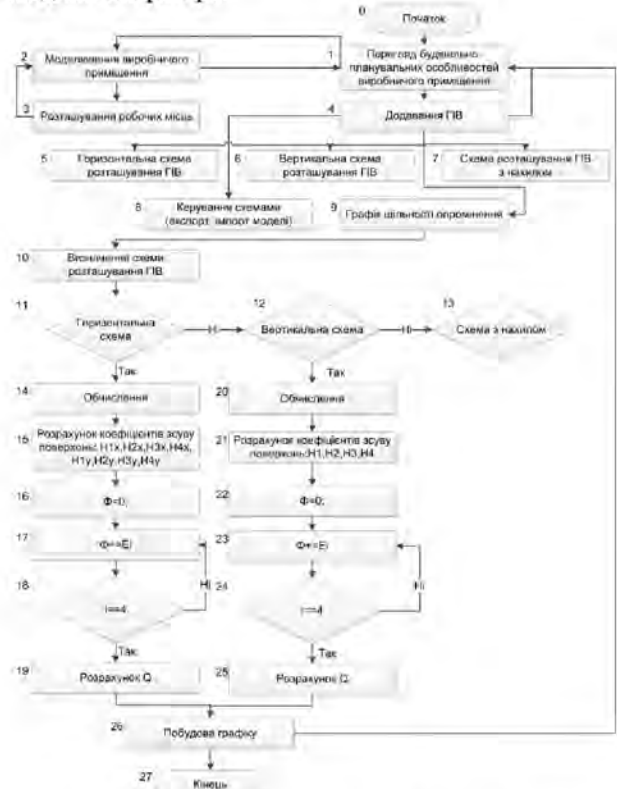 0
Початок
1
Перегляд будівельно-
планувальних особливостей
виробничого приміщення
2
Моделювання виробничого
приміщення
3
Розташування робочих місць
4
Додавання ГІВ
5
Горизонтальна схема
розташування ГІВ
6
Вертикальна схема
розташування ГІВ
7
Схема розташування ГІВ
з нахилом
8
Керування схемами
(експорт, імпорт моделі)
9
Графік щільності опромінення
10
Визначення схеми
розташування ГІВ
11
Горизонтальна
схема
Ні
12
Вертикальна схема
Ні
13
Схема з нахилом
Так
Так
14
Обчислення
20
Обчислення
15
Розрахунок коефіцієнтів зсуву
поверхонь: H1x,H2x,H3x,H4x,
H1y,H2y,H3y,H4y
21
Розрахунок коефіцієнтів зсуву
поверхонь:H1,H2,H3,H4
16
Ф=0;
22
Ф=0;
17
Ф+=Ei
23
Ф+=Ei
18
i==4
Ні
24
i==4
Ні
Так
Так
19
Розрахунок Q
25
Розрахунок Q
26
Побудова графіку
27
Кінець